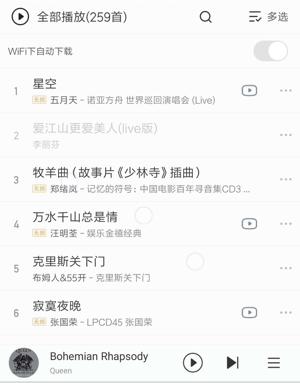 全部播放(259首)
多选
WiFi下自动下载
1
星空
无损 五月天 - 诺亚方舟 世界巡回演唱会 (Live)
2
爱江山更爱美人(live版)
李丽芬
3
牧羊曲 (故事片《少林寺》插曲)
无损 郑绪岚 - 记忆的符号: 中国电影百年寻音集CD3 ...
4
万水千山总是情
无损 汪明荃 - 娱乐金禧经典
5
克里斯关下门
布姆人&55开 - 克里斯关下门
6
寂寞夜晚
无损 张国荣 - LPCD45 张国荣
Bohemian Rhapsody
Queen